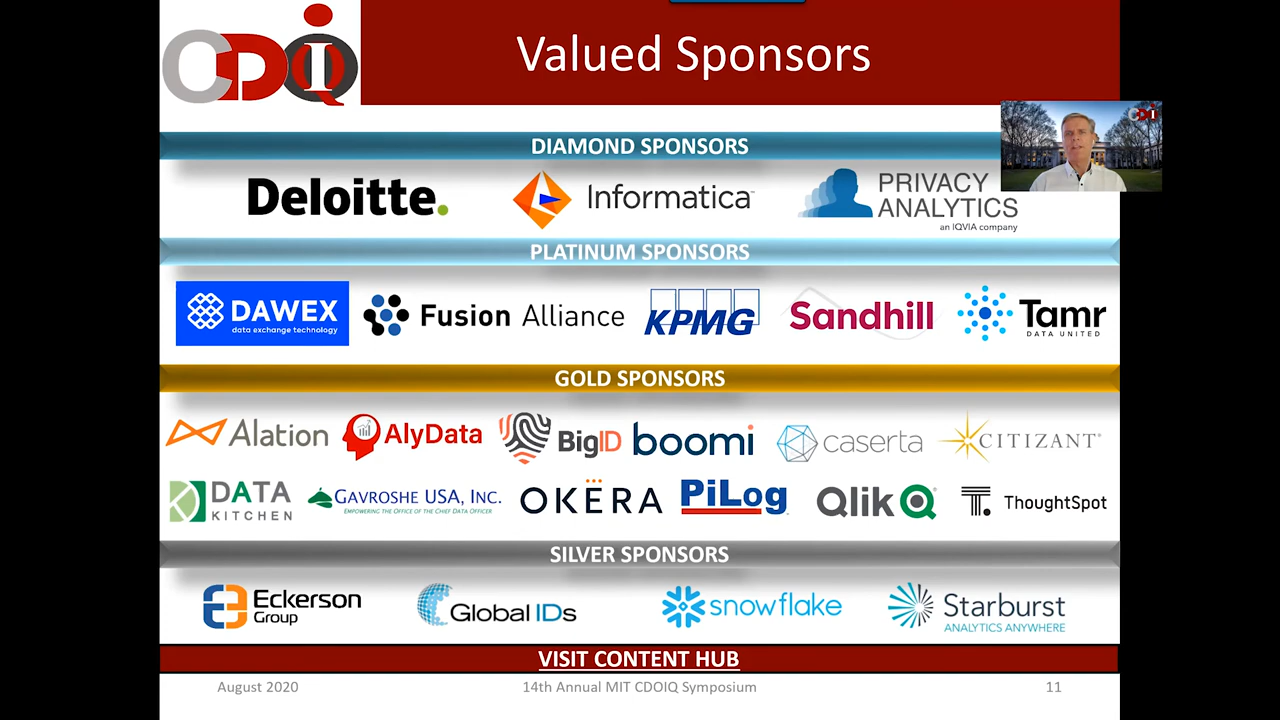 CDIQ
Valued Sponsors
CDI
DIAMOND SPONSORS
Deloitte.
Informatica
PRIVACY
ANALYTICS
an IQVIA company
PLATINUM SPONSORS
DAWEX
data exchange technology
Fusion Alliance
KPMG
Sandhill
Tamr
DATA UNITED
GOLD SPONSORS
Alation
AlyData
BigID
boomi
caserta
CITIZANT®
DATA
KITCHEN
GAVROSHE USA, INC.
EMPOWERING THE OFFICE OF THE CHIEF DATA OFFICER
OKËRA
PiLog
Qlik
ThoughtSpot
SILVER SPONSORS
Eckerson
Group
Global IDs
snowflake
Starburst
ANALYTICS ANYWHERE
VISIT CONTENT HUB
August 2020
14th Annual MIT CDOIQ Symposium
11